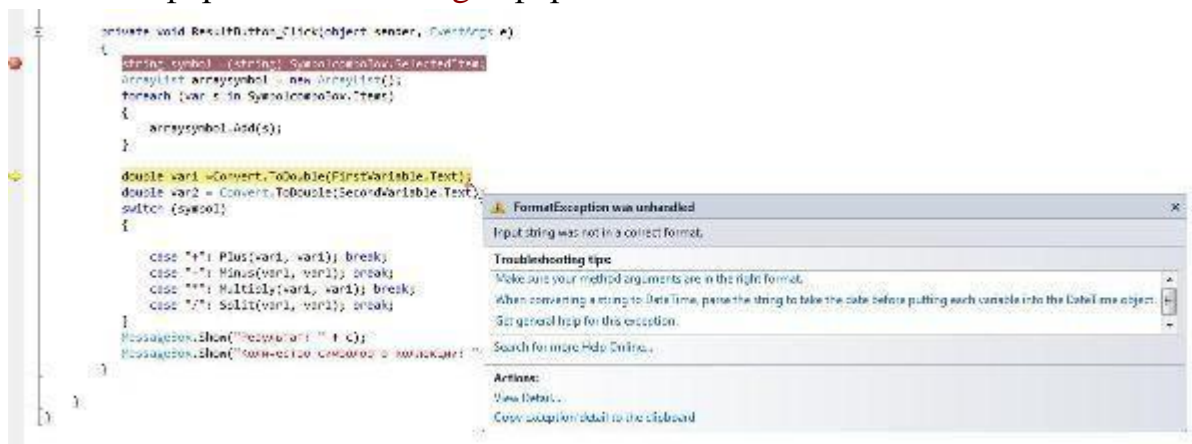 private void ResultButton_Click(object sender, EventArgs e)
{
string symbol = (string) SymbolcomboBox.SelectedItem;
ArrayList arraysymbol = new ArrayList();
foreach (var s in SymbolcomboBox.Items)
{
arraysymbol.Add(s);
}
double var1 =Convert.ToDouble(FirstVariable.Text);
double var2 = Convert.ToDouble(SecondVariable.Text)
switch (symbol)
{
case "+": Plus(var1, var1); break;
case "-": Minus(var1, var1); break;
case "*": Multiply(var1, var1); break;
case "/": Split(var1, var1); break;
}
MessageBox.Show("Результат: " + c);
MessageBox.Show("Количество символов в коллекции: "
}
}
}
FormatException was unhandled
Input string was not in a correct format.
Troubleshooting tips:
Make sure your method arguments are in the right format.
When converting a string to DateTime, parse the string to take the date before putting each variable into the DateTime object.
Get general help for this exception.
Search for more Help Online...
Actions:
View Detail...
Copy exception detail to the clipboard